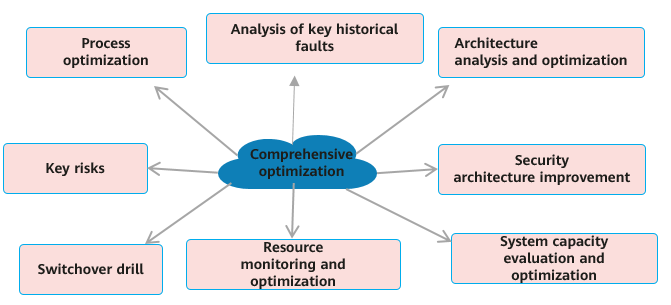 Process
optimization
Analysis of key historical
faults
Architecture
analysis and optimization
Key risks
Comprehensive
optimization
Security
architecture improvement
Switchover drill
Resource
monitoring and
optimization
System capacity
evaluation and
optimization